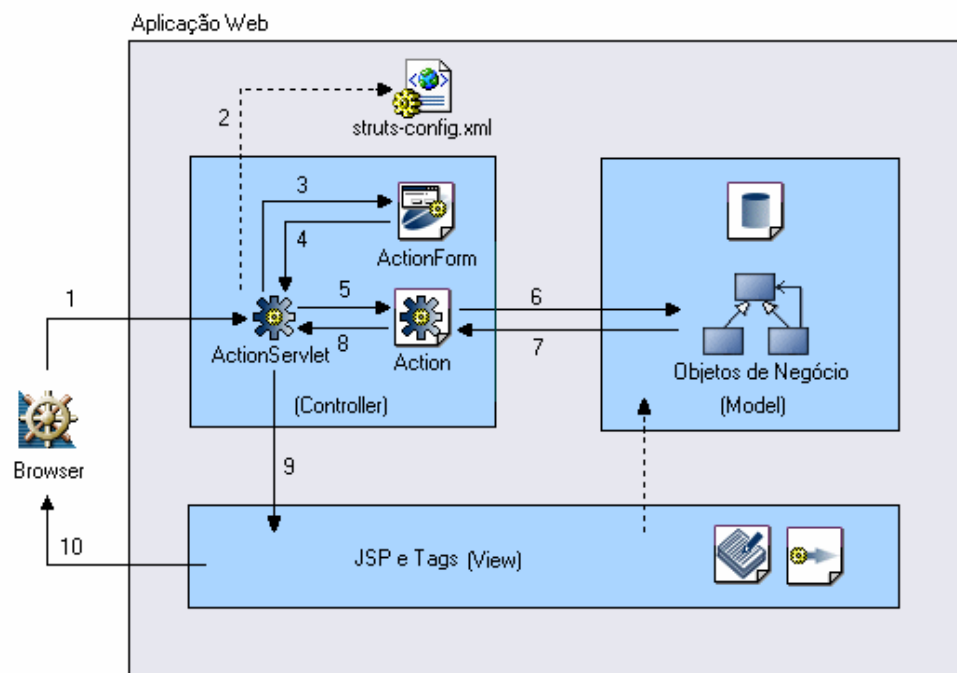 Aplicação Web
2
struts-config.xml
3
4
ActionForm
1
5
6
8
7
ActionServlet
Action
Objetos de Negócio
(Controller)
(Model)
Browser
9
10
JSP e Tags (View)